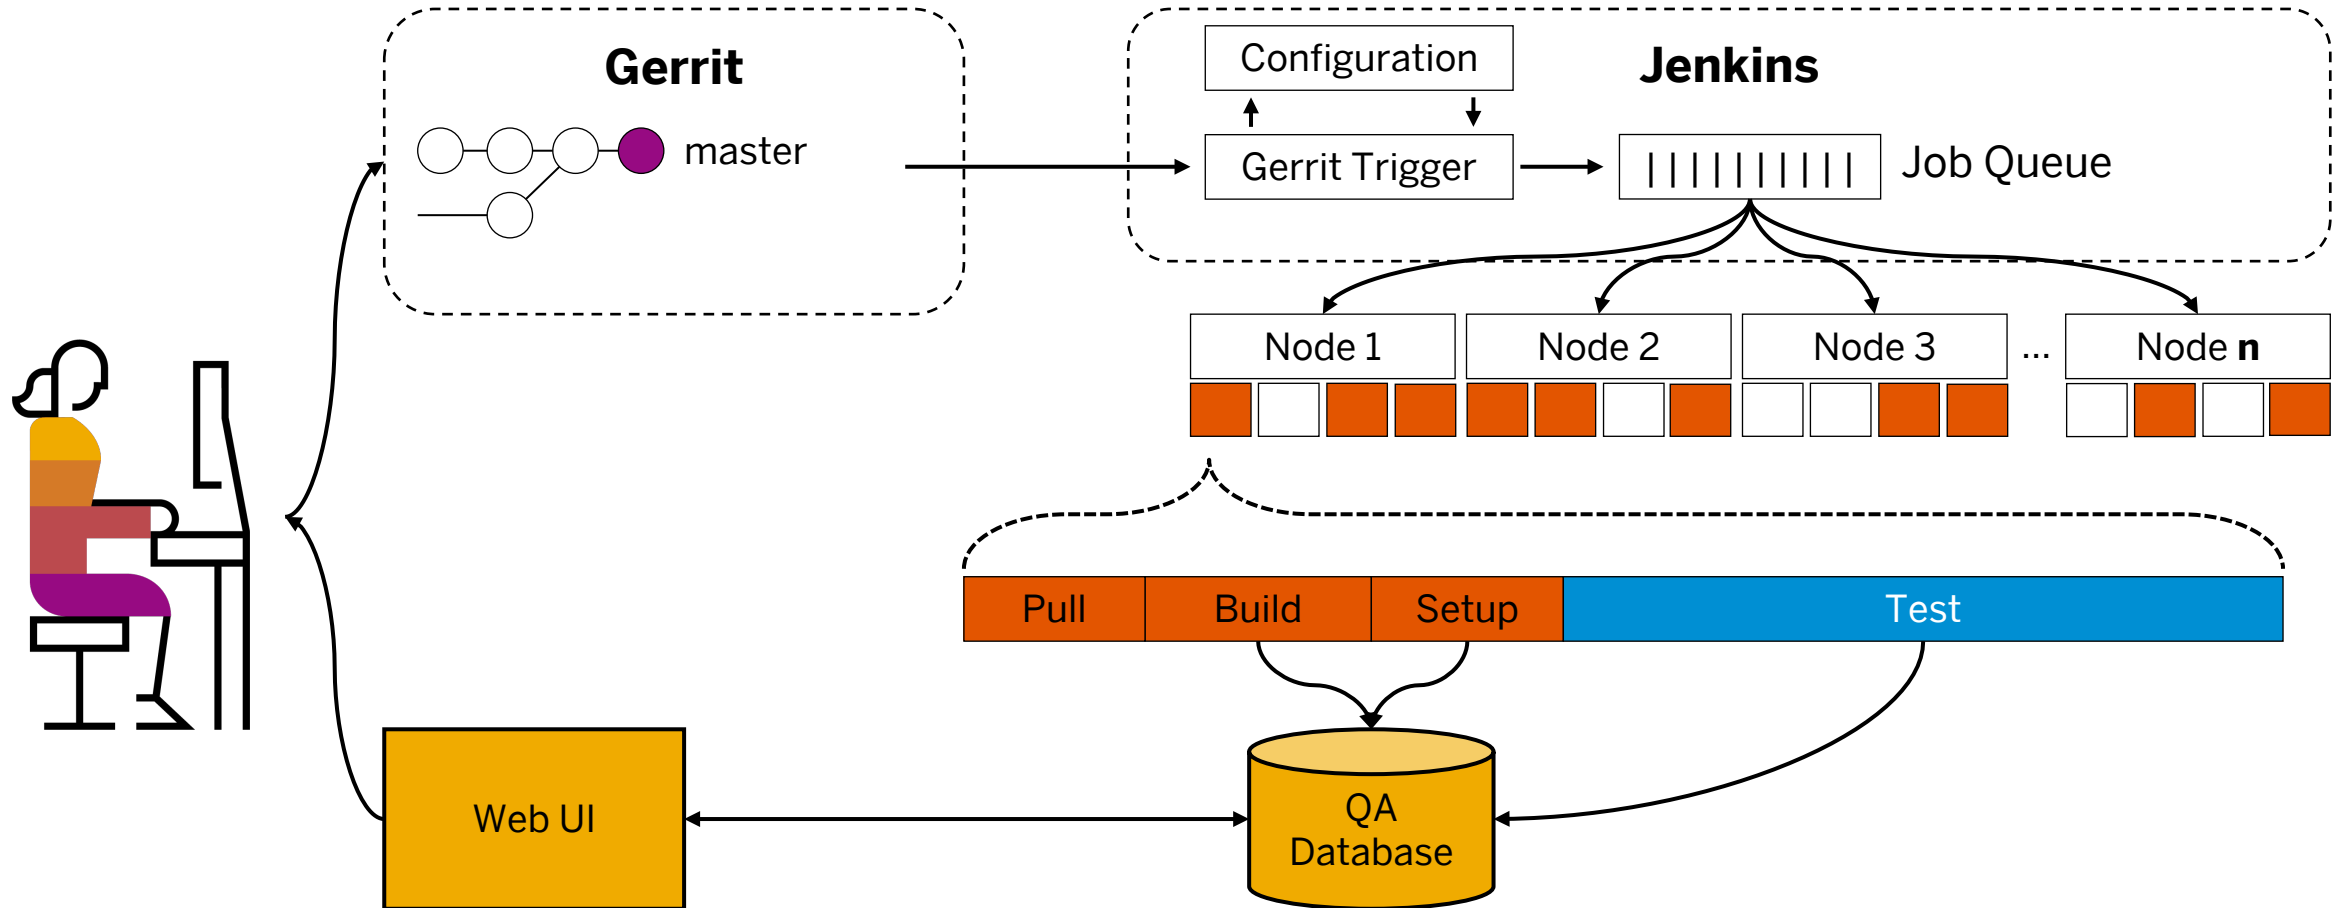 Gerrit
master
Configuration
Jenkins
Gerrit Trigger
Job Queue
Node 1
Node 2
Node 3
...
Node n
Pull
Build
Setup
Test
Web UI
QA
Database